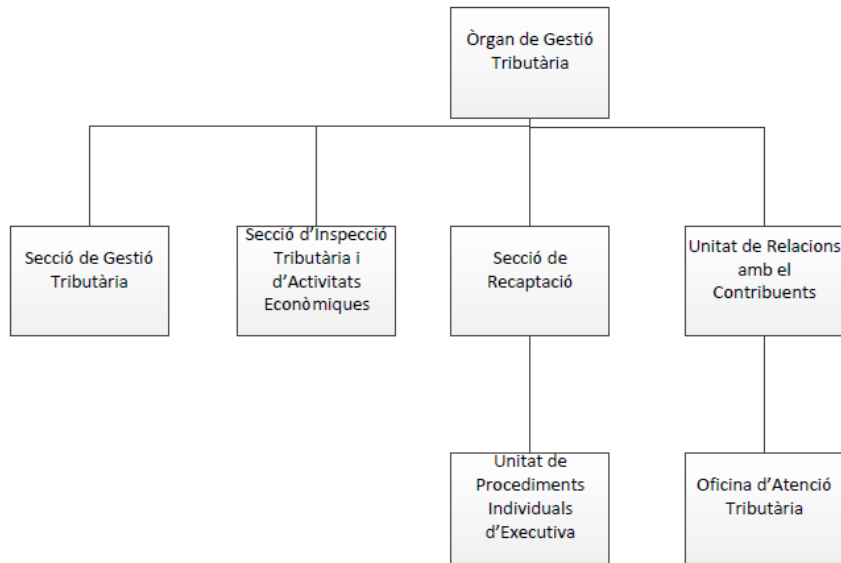 Òrgan de Gestió
Tributària
Secció de Gestió
Tributària
Secció d’Inspecció
Tributària i
d’Activitats
Econòmiques
Secció de
Recaptació
Unitat de Relacions
amb el
Contribuents
Unitat de
Procediments
Individuals
d’Executiva
Oficina d’Atenció
Tributària